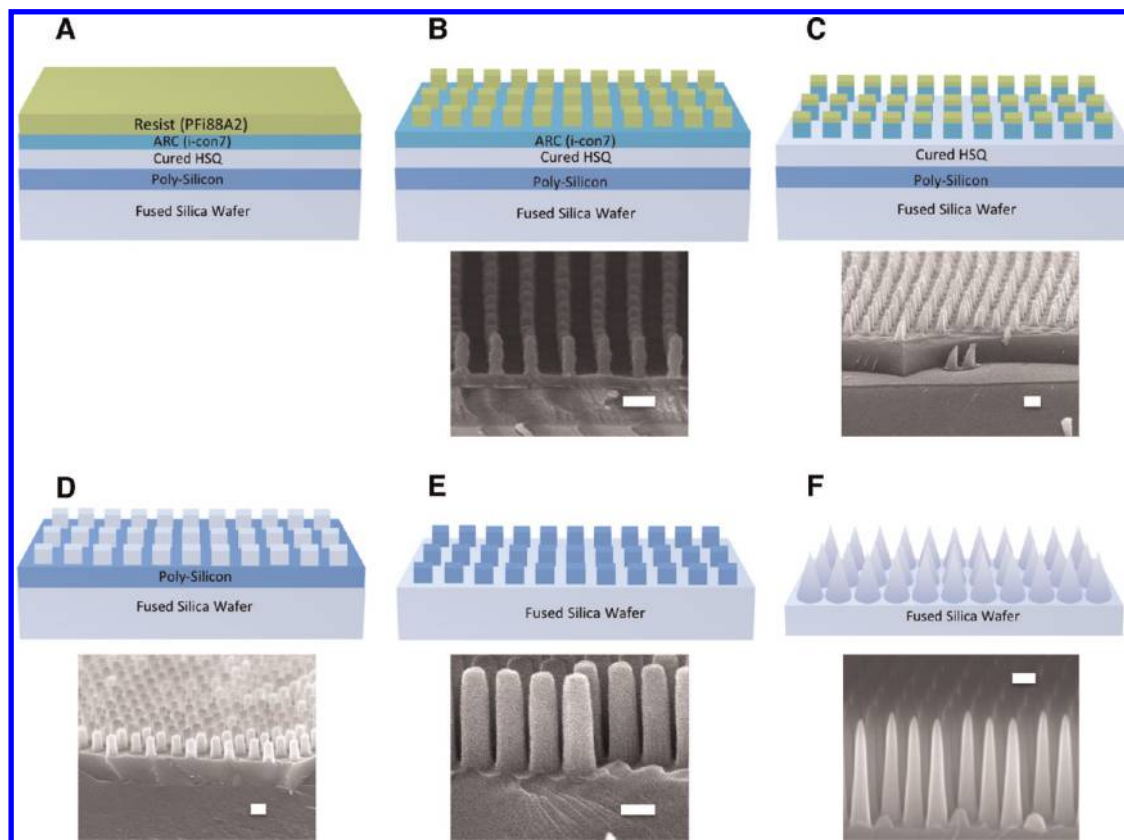 A
Resist (PFi88A2)
ARC (i-con7)
Cured HSQ
Poly-Silicon
Fused Silica Wafer
B
ARC (i-con7)
Cured HSQ
Poly-Silicon
Fused Silica Wafer
C
Cured HSQ
Poly-Silicon
Fused Silica Wafer
D
Poly-Silicon
Fused Silica Wafer
E
Fused Silica Wafer
F
Fused Silica Wafer